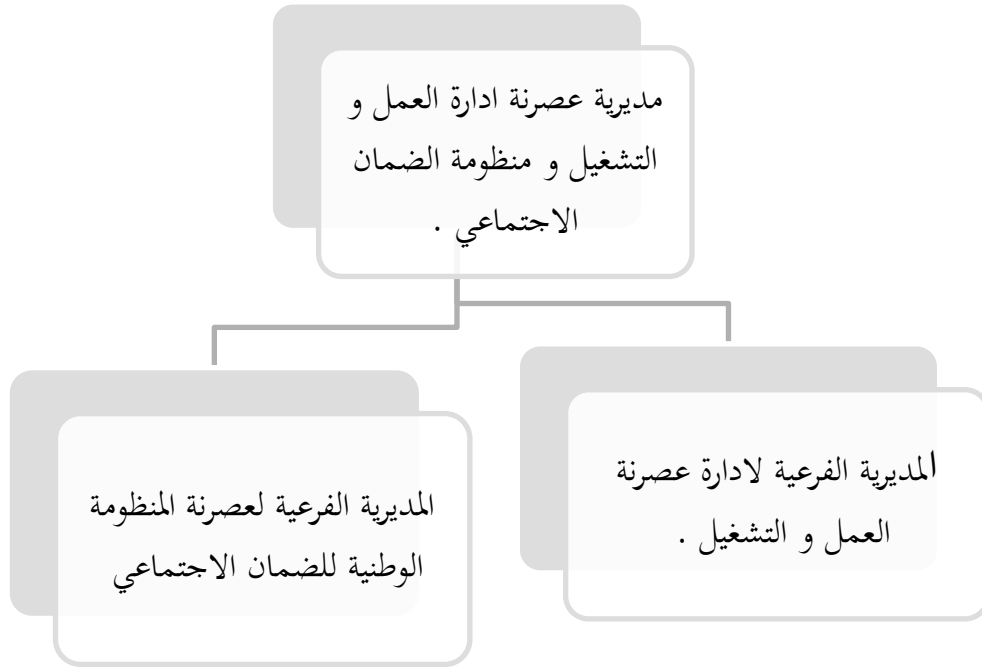 مديرية عصرنة ادارة العمل و
التشغيل و منظومة الضمان
الاجتماعي .
المديرية الفرعية لادارة عصرنة
العمل و التشغيل .
المديرية الفرعية لعصرنة المنظومة
الوطنية للضمان الاجتماعي